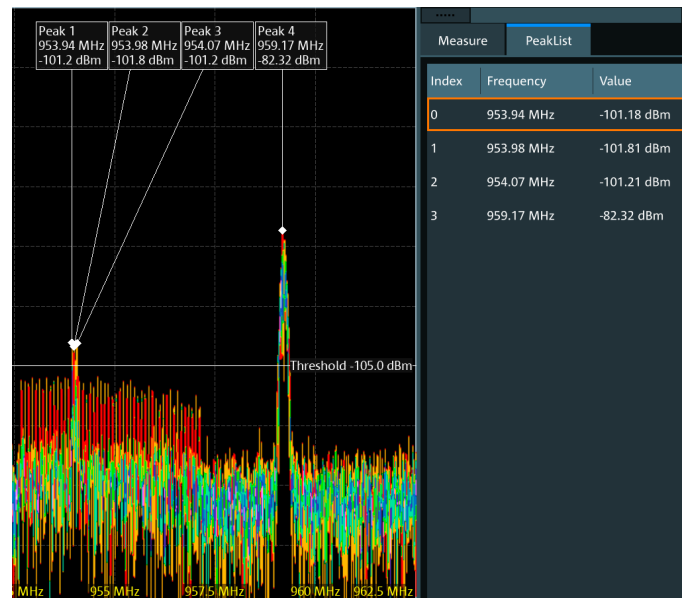 Peak 1
953.94 MHz
-101.2 dBm
Peak 2
953.98 MHz
-101.8 dBm
Peak 3
954.07 MHz
-101.2 dBm
Peak 4
959.17 MHz
-82.32 dBm
Threshold -105.0 dBm
MHz
955 MHz
957.5 MHz
960 MHz
962.5 MHz
Measure
PeakList
Index Frequency Value
0 953.94 MHz -101.18 dBm
1 953.98 MHz -101.81 dBm
2 954.07 MHz -101.21 dBm
3 959.17 MHz -82.32 dBm